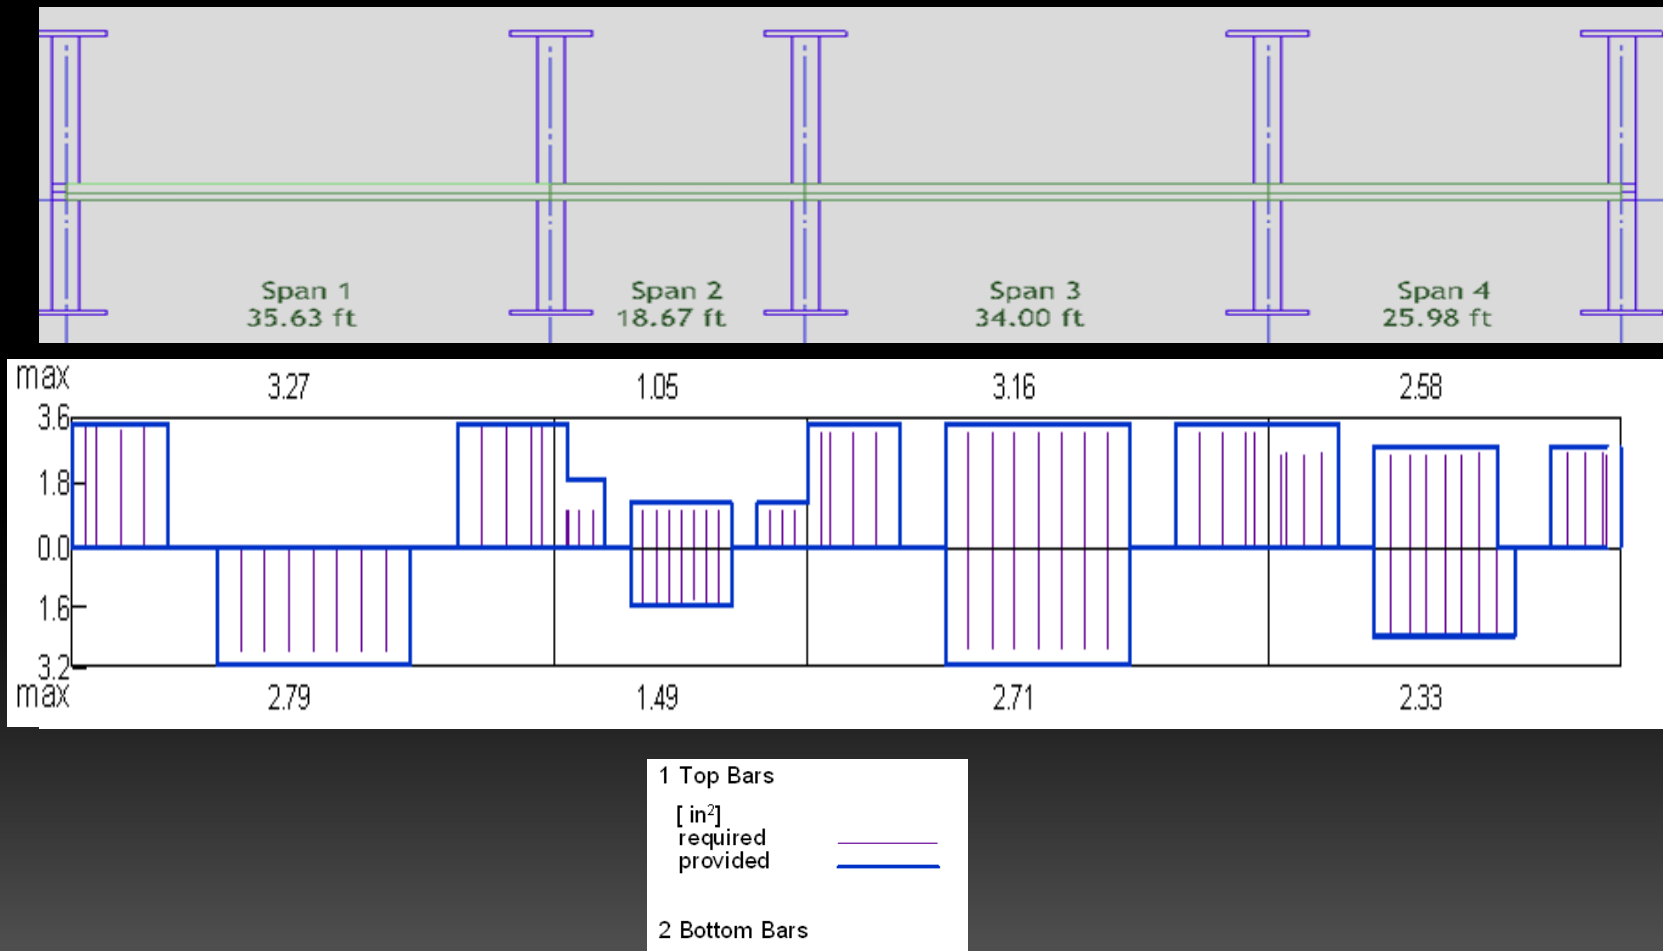 Span 1 Span 2 Span 3 Span 4
35.63 ft 18.67 ft 34.00 ft 25.98 ft
max 3.27 1.05 3.16 2.58
3.6
1.8
0.0
1.6
3.2
max 2.79 1.49 2.71 2.33
1 Top Bars
[ in²]
required
provided
2 Bottom Bars